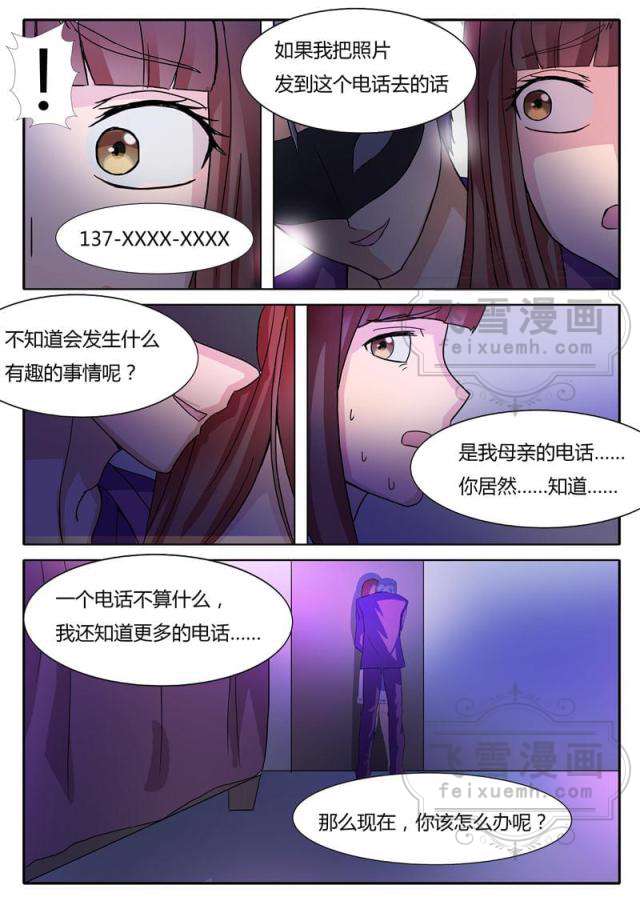 !
137-XXXX-XXXX
如果我把照片
发到这个电话去的话
不知道会发生什么
有趣的事情呢？
飞雪漫画
feixuemh.com
是我母亲的电话……
你居然……知道……
一个电话不算什么，
我还知道更多的电话……
飞雪漫画
feixuemh.com
那么现在，你该怎么办呢？